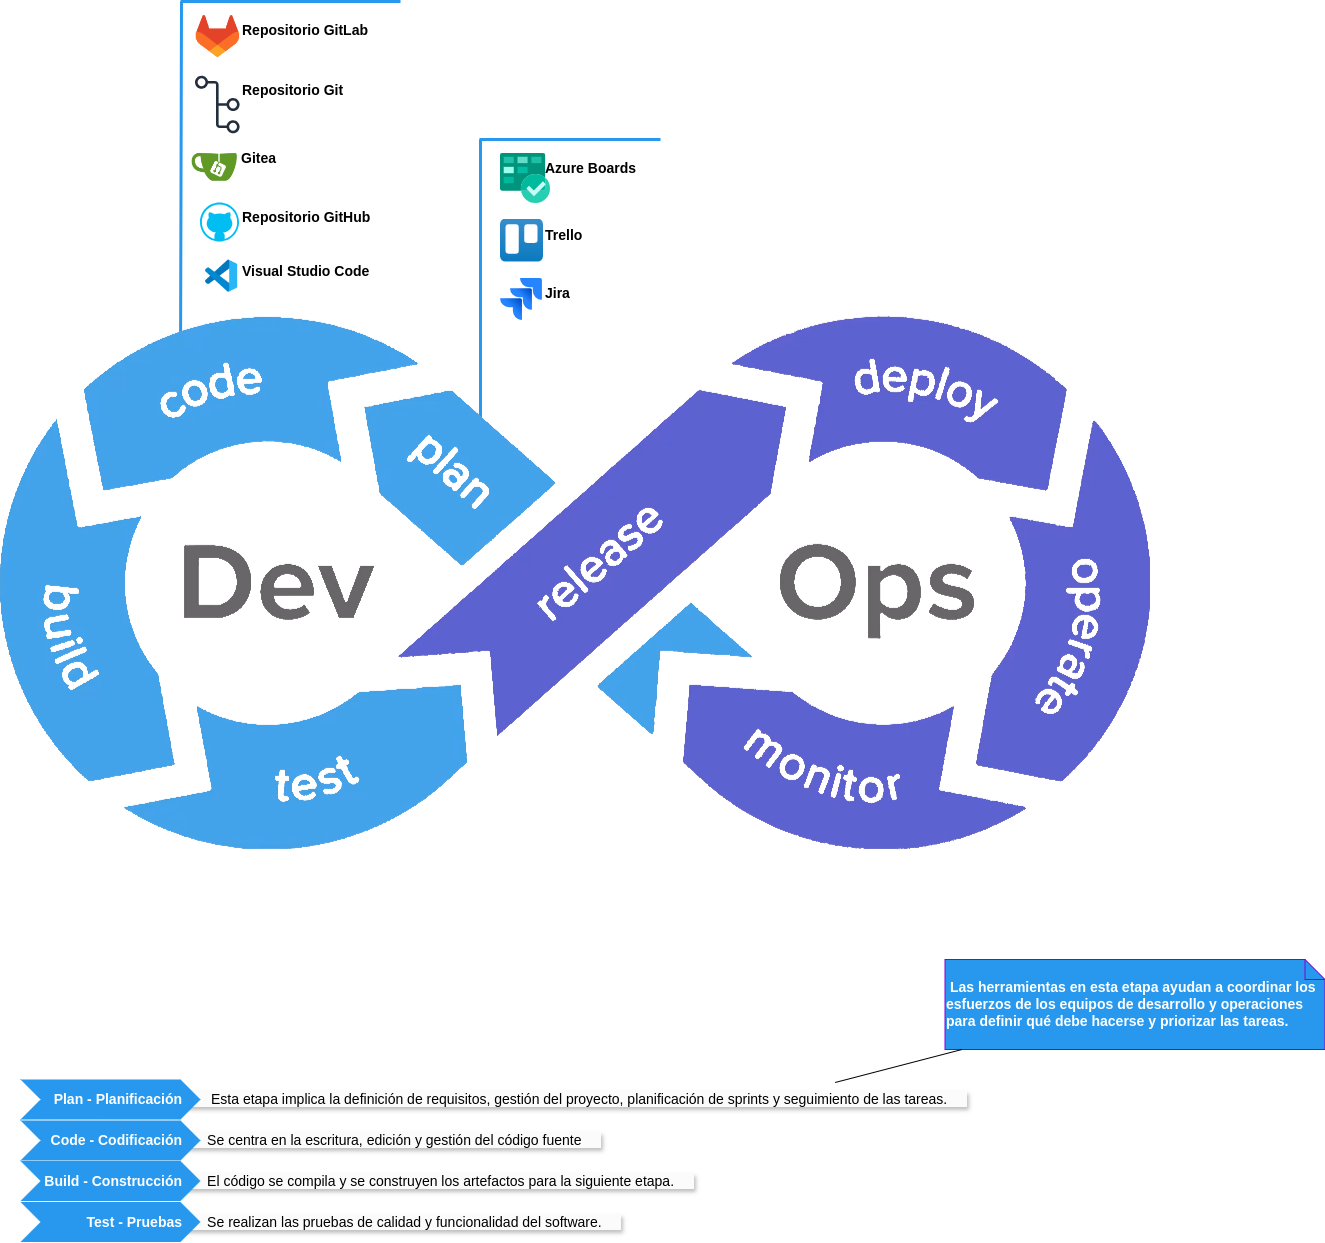 Repositorio GitLab
Repositorio Git
Gitea
Repositorio GitHub
Visual Studio Code
Azure Boards
Trello
Jira
code
plan
build
test
Dev
release
Ops
deploy
operate
monitor
Las herramientas en esta etapa ayudan a coordinar los
esfuerzos de los equipos de desarrollo y operaciones
para definir qué debe hacerse y priorizar las tareas.
Plan - Planificación Esta etapa implica la definición de requisitos, gestión del proyecto, planificación de sprints y seguimiento de las tareas.
Code - Codificación Se centra en la escritura, edición y gestión del código fuente
Build - Construcción El código se compila y se construyen los artefactos para la siguiente etapa.
Test - Pruebas Se realizan las pruebas de calidad y funcionalidad del software.